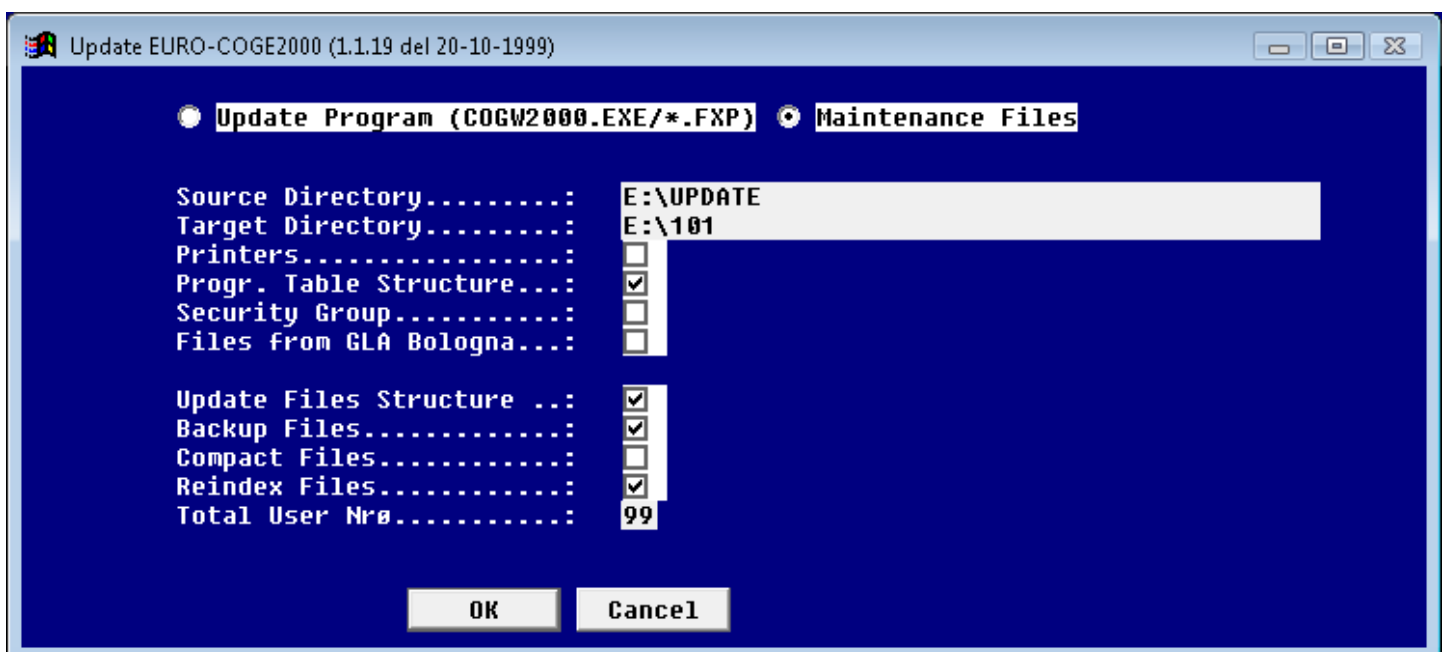 Update EURO-COGE2000 (1.1.19 del 20-10-1999)
Update Program (COGW2000.EXE/*.FXP) Maintenance Files
Source Directory.........: E:\UPDATE
Target Directory.........: E:\101
Printers.................:
Progr. Table Structure...:
Security Group...........:
Files from GLA Bologna...:
Update Files Structure ..:
Backup Files.............:
Compact Files............:
Reindex Files............:
Total User Nrø...........: 99
OK Cancel